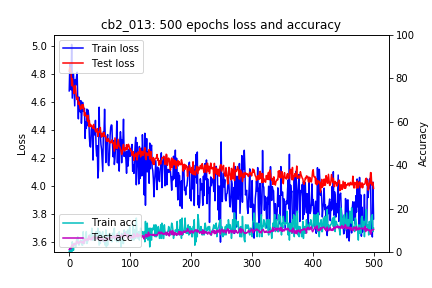 cb2_013: 500 epochs loss and accuracy
Train loss
Test loss
Train acc
Test acc
Loss
5.0
4.8
4.6
4.4
4.2
4.0
3.8
3.6
0
100
200
300
400
500
100
80
60
40
20
0
Accuracy